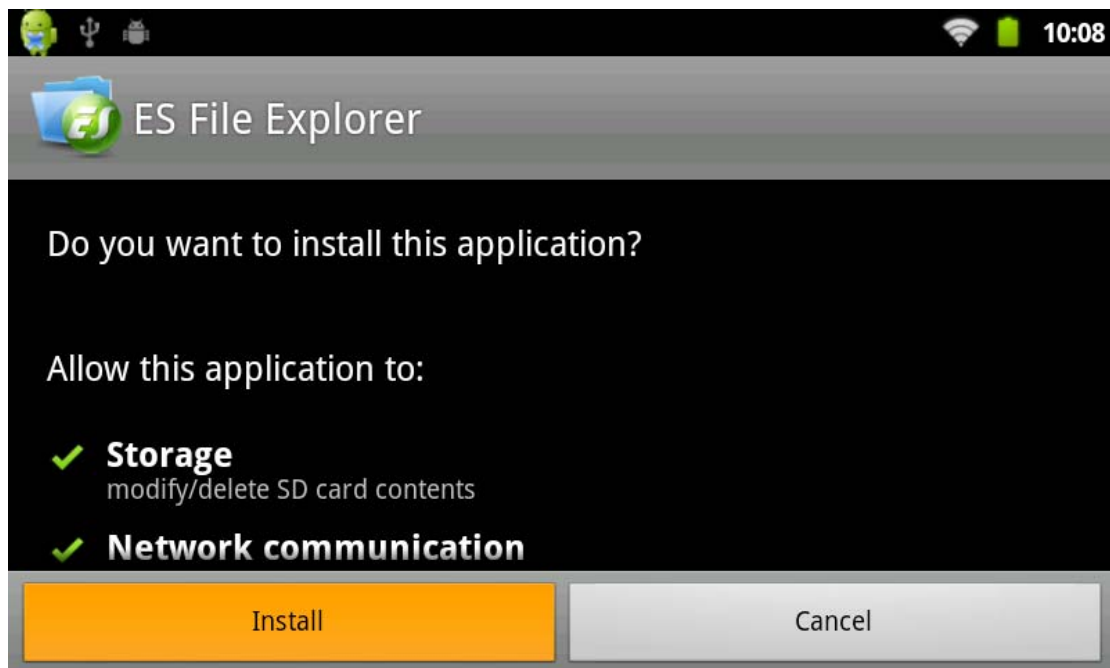 10:08
ES
ES File Explorer
Do you want to install this application?
Allow this application to:
Storage
modify/delete SD card contents
Network communication
Install
Cancel